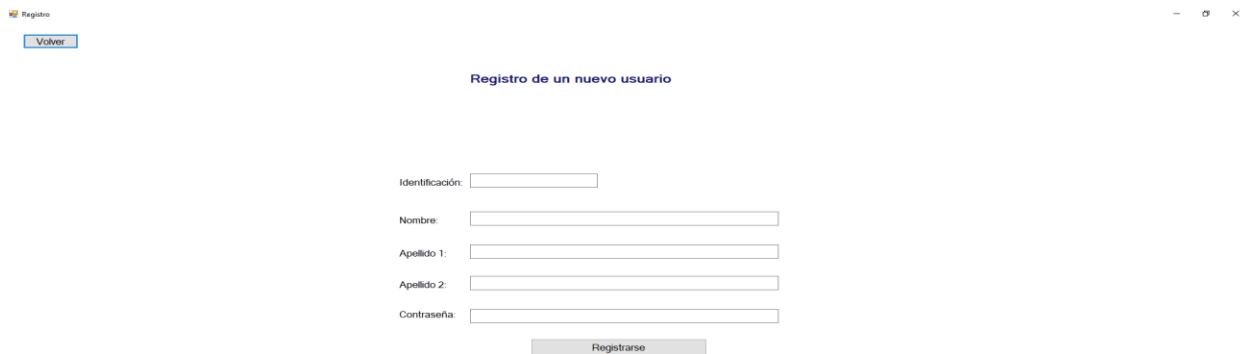 Registro
Volver
Registro de un nuevo usuario
Identificación:
Nombre:
Apellido 1:
Apellido 2:
Contraseña:
Registrarse